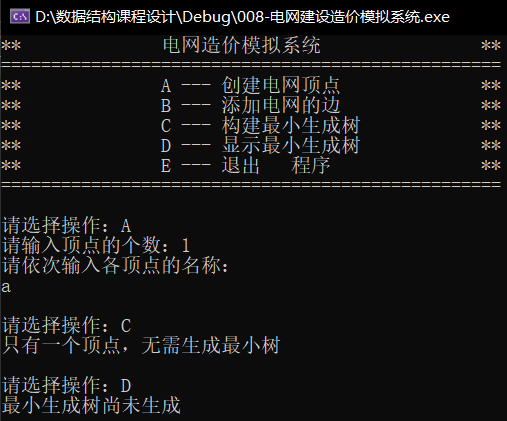 D:\数据结构课程设计\Debug\008-电网建设造价模拟系统.exe
** 电网造价模拟系统 **
================================================
** A --- 创建电网顶点 **
** B --- 添加电网的边 **
** C --- 构建最小生成树 **
** D --- 显示最小生成树 **
** E --- 退出 程序 **
================================================
请选择操作：A
请输入顶点的个数：1
请依次输入各顶点的名称：
a
请选择操作：C
只有一个顶点，无需生成最小树
请选择操作：D
最小生成树尚未生成